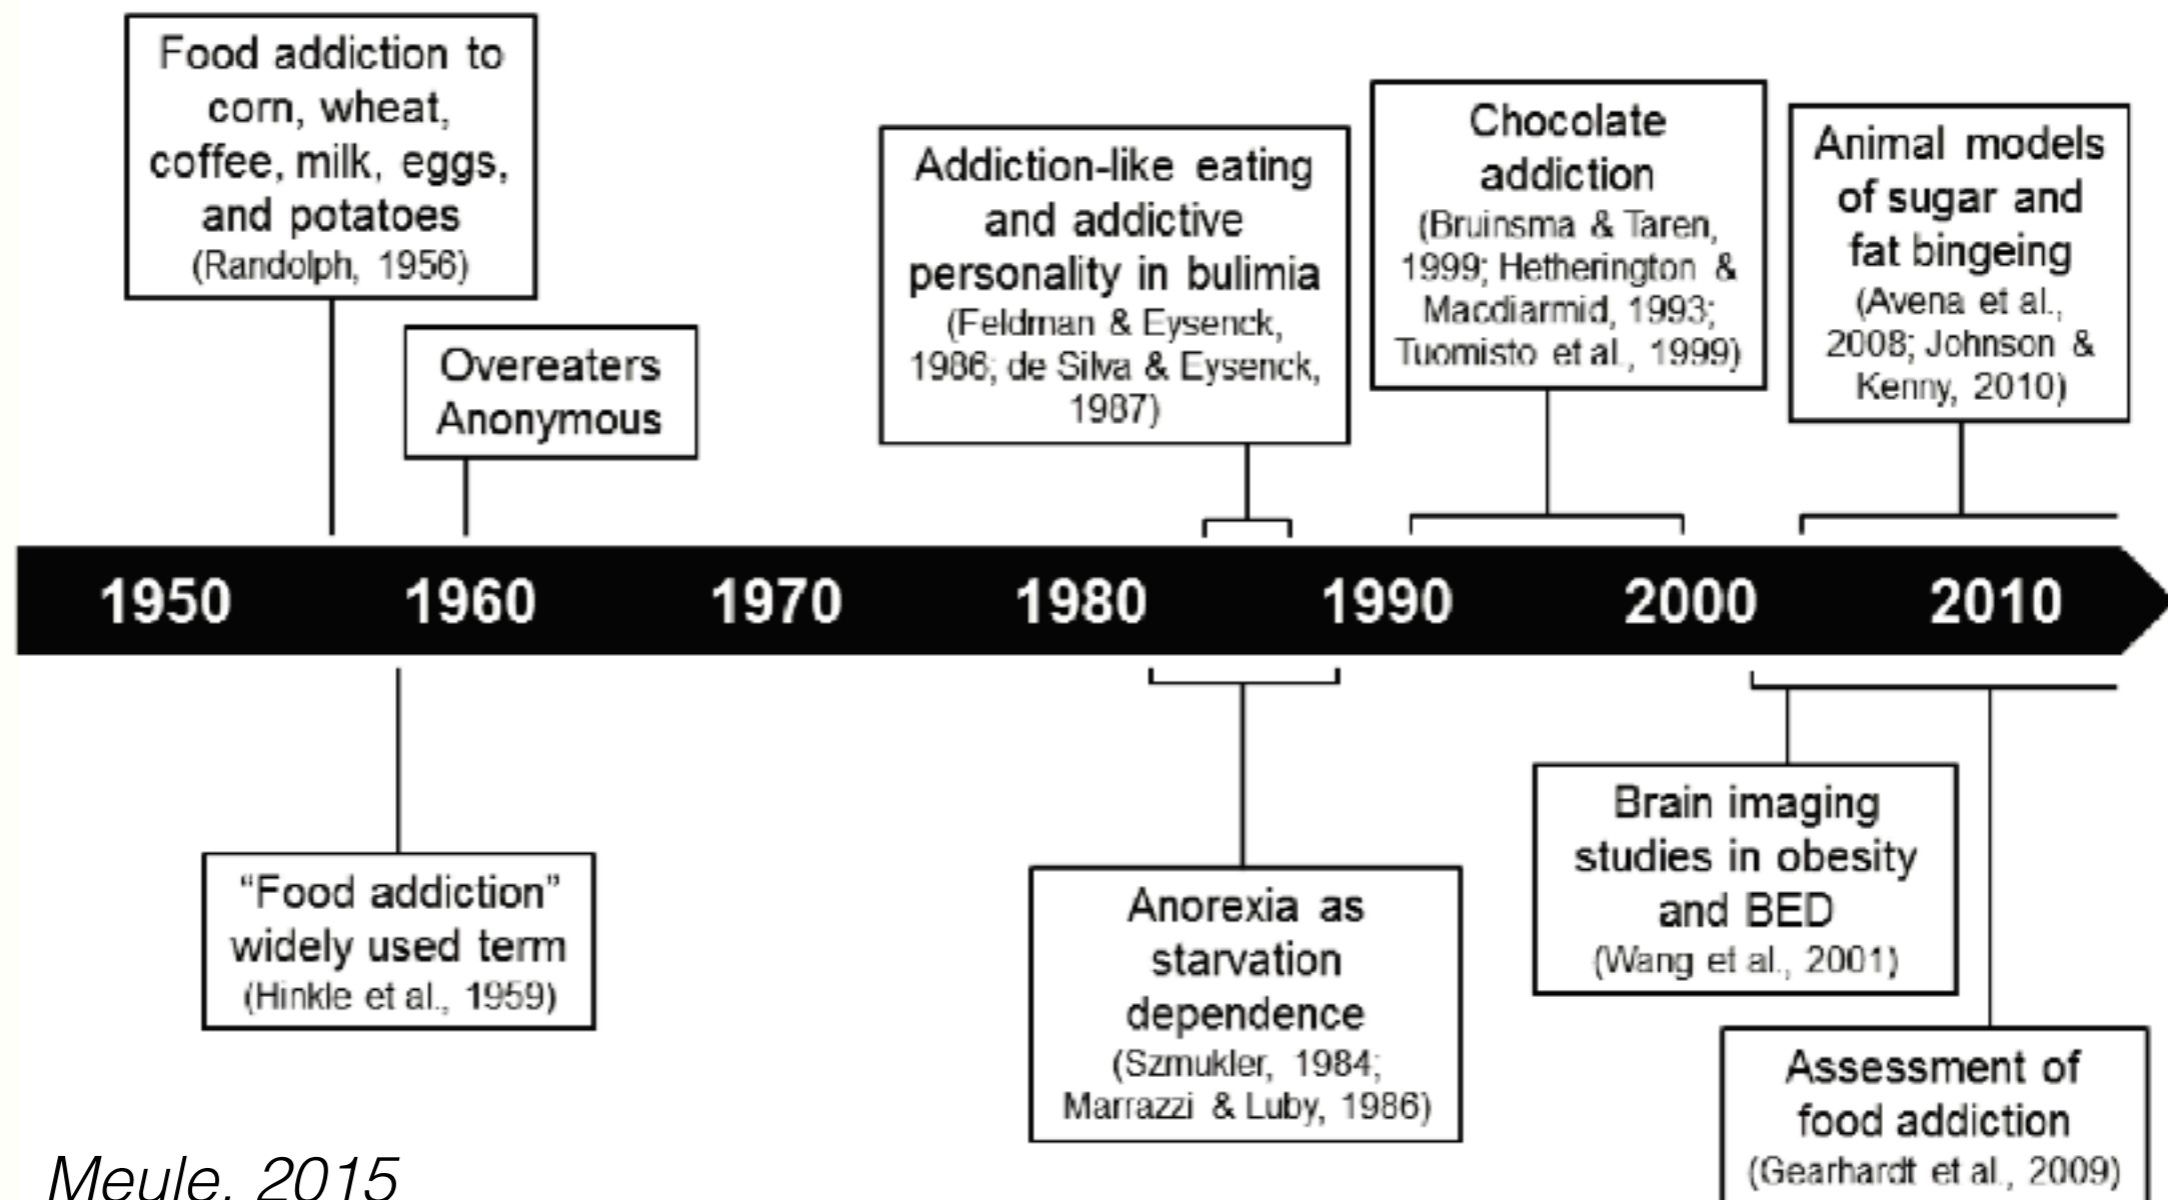 Food addiction to
corn, wheat,
coffee, milk, eggs,
and potatoes
(Randolph, 1956)
Overeaters
Anonymous
Addiction-like eating
and addictive
personality in bulimia
(Feldman & Eysenck,
1986; de Silva & Eysenck,
1987)
Chocolate
addiction
(Bruinsma & Taren,
1999; Hetherington &
Macdiarmid, 1993;
Tuomisto et al., 1999)
Animal models
of sugar and
fat bingeing
(Avena et al.,
2008; Johnson &
Kenny, 2010)
1950 1960 1970 1980 1990 2000 2010
“Food addiction”
widely used term
(Hinkle et al., 1959)
Anorexia as
starvation
dependence
(Szmukler, 1984;
Marrazzi & Luby, 1986)
Brain imaging
studies in obesity
and BED
(Wang et al., 2001)
Assessment of
food addiction
(Gearhardt et al., 2009)
Meule, 2015